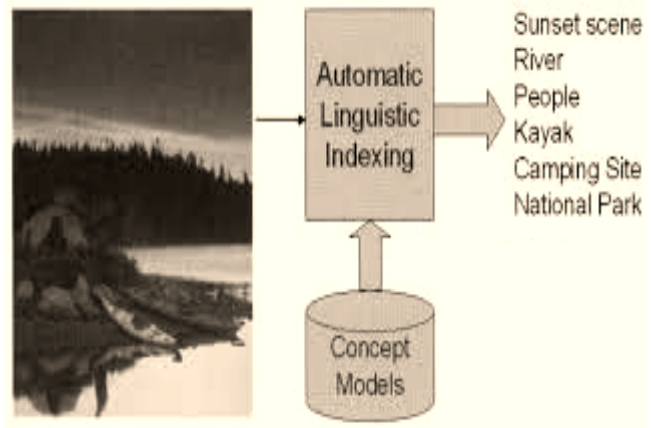 Automatic
Linguistic
Indexing
Sunset scene
River
People
Kayak
Camping Site
National Park
Concept
Models